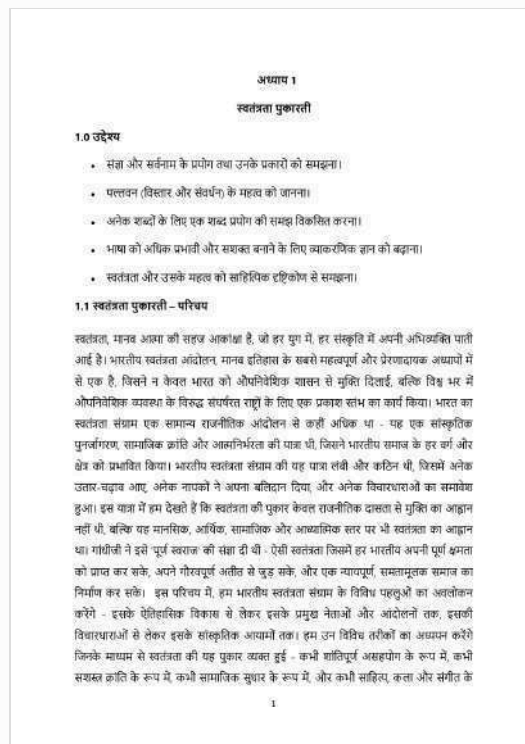 अध्याय 1
स्वतंत्रता पुकारती
1.0 उद्देश्य
• संज्ञा और सर्वनाम के प्रयोग तथा उनके प्रकारों को समझना।
• पल्लवन (विस्तार और संवर्धन) के महत्व को जानना।
• अनेक शब्दों के लिए एक शब्द प्रयोग की समझ विकसित करना।
• भाषा को अधिक प्रभावी और सशक्त बनाने के लिए व्याकरणिक ज्ञान को बढ़ाना।
• स्वतंत्रता और उसके महत्व को साहित्यिक दृष्टिकोण से समझना।
1.1 स्वतंत्रता पुकारती – परिचय
स्वतंत्रता, मानव आत्मा की सहज आकांक्षा है, जो हर युग में, हर संस्कृति में अपनी अभिव्यक्ति पाती
आई है। भारतीय स्वतंत्रता आंदोलन, मानव इतिहास के सबसे महत्वपूर्ण और प्रेरणादायक अध्यायों में
से एक है, जिसने न केवल भारत को औपनिवेशिक शासन से मुक्ति दिलाई, बल्कि विश्व भर में
औपनिवेशिक व्यवस्था के विरुद्ध संघर्षरत राष्ट्रों के लिए एक प्रकाश स्तंभ का कार्य किया। भारत का
स्वतंत्रता संग्राम एक सामान्य राजनीतिक आंदोलन से कहीं अधिक था - यह एक सांस्कृतिक
पुनर्जागरण, सामाजिक क्रांति और आत्मनिर्भरता की यात्रा थी, जिसने भारतीय समाज के हर वर्ग और
क्षेत्र को प्रभावित किया। भारतीय स्वतंत्रता संग्राम की यह यात्रा लंबी और कठिन थी, जिसमें अनेक
उतार-चढ़ाव आए, अनेक नायकों ने अपना बलिदान दिया, और अनेक विचारधाराओं का समावेश
हुआ। इस यात्रा में हम देखते हैं कि स्वतंत्रता की पुकार केवल राजनीतिक दासता से मुक्ति का आह्वान
नहीं थी, बल्कि यह मानसिक, आर्थिक, सामाजिक और आध्यात्मिक स्तर पर भी स्वतंत्रता का आह्वान
था। गांधीजी ने इसे 'पूर्ण स्वराज' की संज्ञा दी थी - ऐसी स्वतंत्रता जिसमें हर भारतीय अपनी पूर्ण क्षमता
को प्राप्त कर सके, अपने गौरवपूर्ण अतीत से जुड़ सके, और एक न्यायपूर्ण, समतामूलक समाज का
निर्माण कर सके। इस परिचय में, हम भारतीय स्वतंत्रता संग्राम के विविध पहलुओं का अवलोकन
करेंगे - इसके ऐतिहासिक विकास से लेकर इसके प्रमुख नेताओं और आंदोलनों तक, इसकी
विचारधाराओं से लेकर इसके सांस्कृतिक आयामों तक। हम उन विविध तरीकों का अध्ययन करेंगे
जिनके माध्यम से स्वतंत्रता की यह पुकार व्यक्त हुई - कभी शांतिपूर्ण असहयोग के रूप में, कभी
सशस्त्र क्रांति के रूप में, कभी सामाजिक सुधार के रूप में, और कभी साहित्य, कला और संगीत के
1